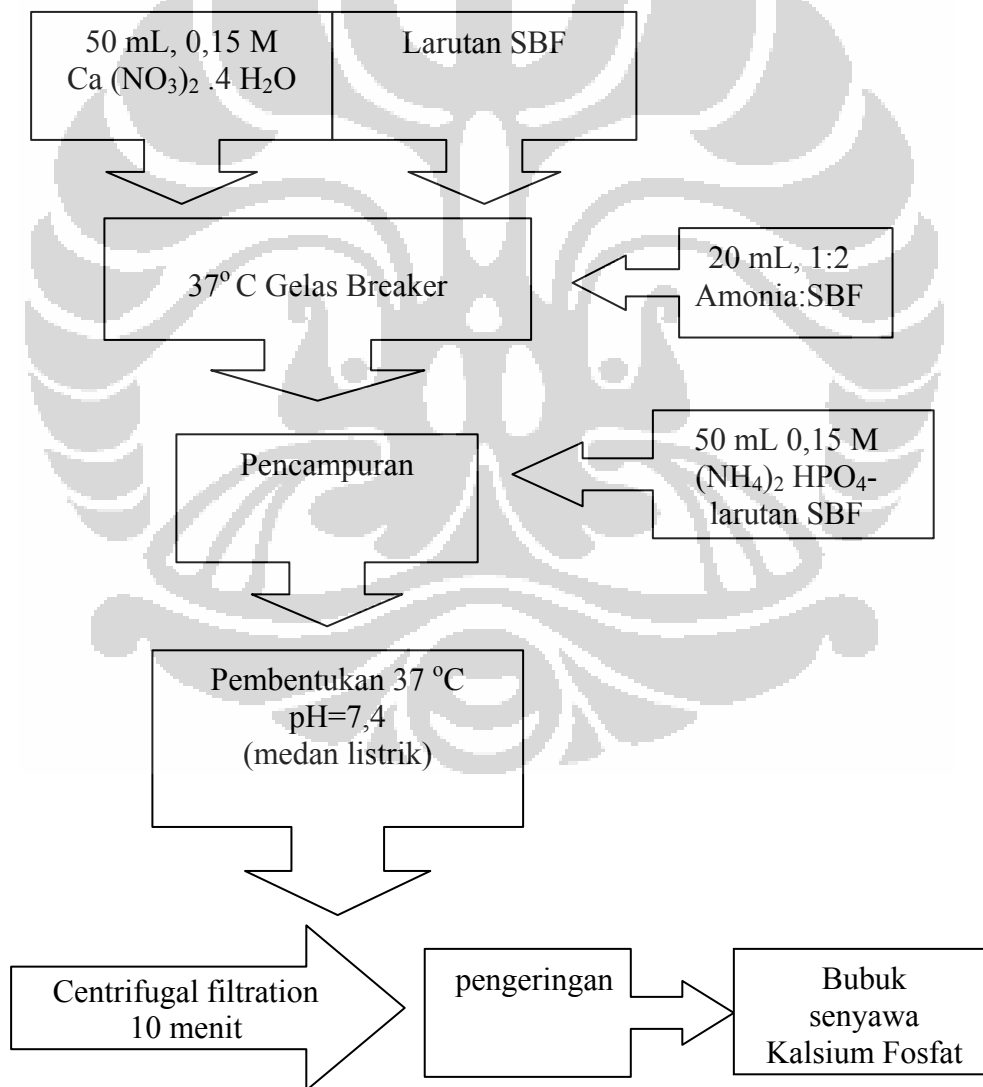 50 mL, 0,15 M
Ca (NO₃)₂ .4 H₂O
Larutan SBF
37° C Gelas Breaker
20 mL, 1:2
Amonia:SBF
Pencampuran
50 mL 0,15 M
(NH₄)₂ HPO₄-
larutan SBF
Pembentukan 37 °C
pH=7,4
(medan listrik)
Centrifugal filtration
10 menit
pengeringan
Bubuk
senyawa
Kalsium Fosfat